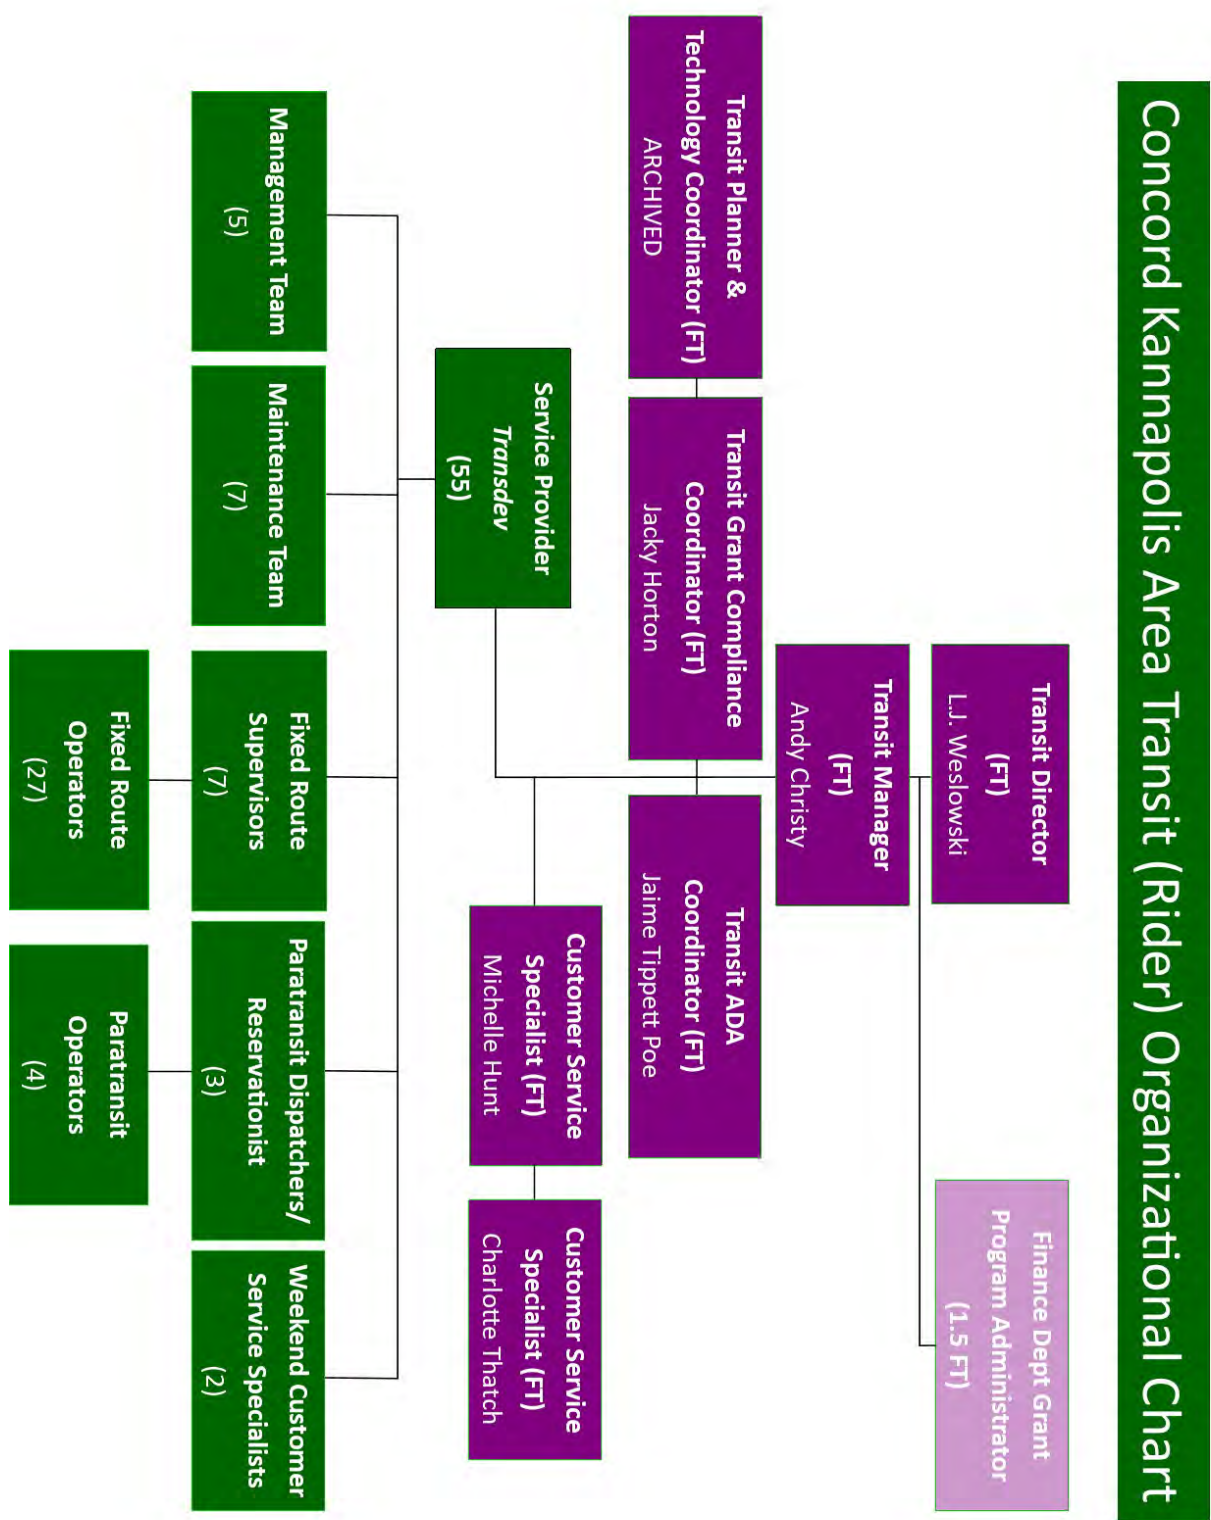 Concord Kannapolis Area Transit (Rider) Organizational Chart
Transit Director
(FT)
L.J. Weslowski
Finance Dept Grant
Program Administrator
(1.5 FT)
Transit Manager
(FT)
Andy Christy
Transit Planner &
Technology Coordinator (FT)
ARCHIVED
Transit Grant Compliance
Coordinator (FT)
Jacky Horton
Transit ADA
Coordinator (FT)
Jaime Tippett Poe
Customer Service
Specialist (FT)
Michelle Hunt
Customer Service
Specialist (FT)
Charlotte Thatch
Service Provider
Transdev
(55)
Management Team
(5)
Maintenance Team
(7)
Fixed Route
Supervisors
(7)
Paratransit Dispatchers/
Reservationist
(3)
Weekend Customer
Service Specialists
(2)
Fixed Route
Operators
(27)
Paratransit
Operators
(4)